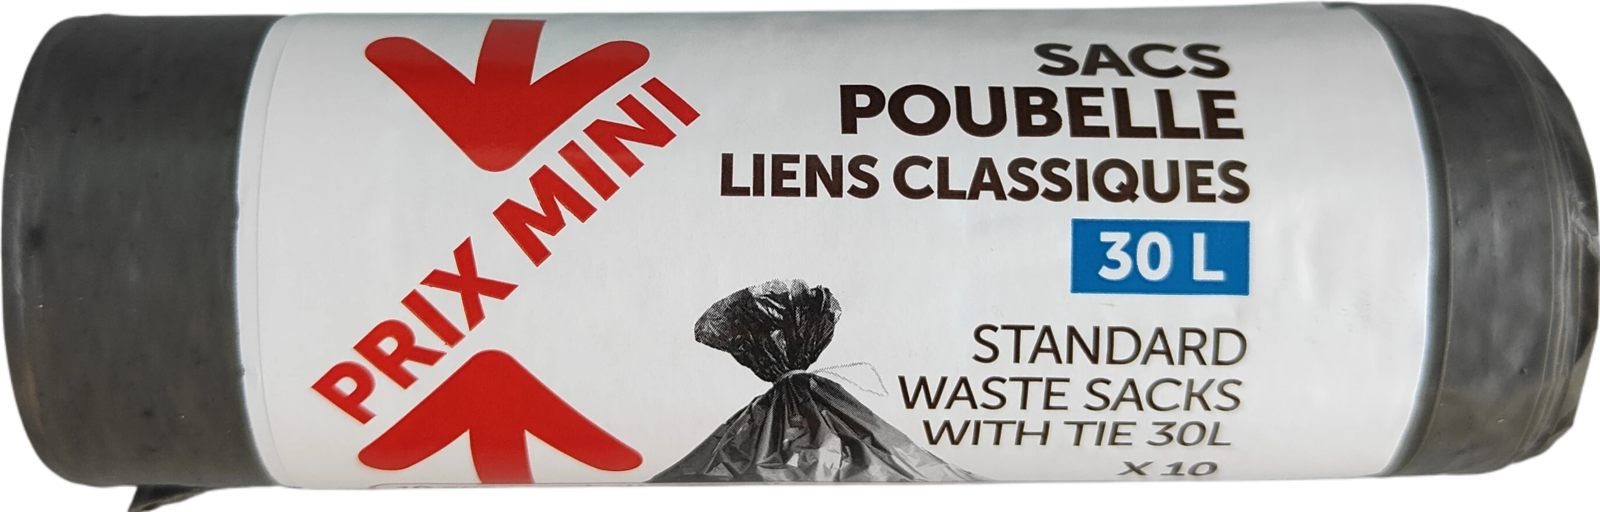 PRIX MINI
SACS
POUBELLE
LIENS CLASSIQUES
30 L
STANDARD
WASTE SACKS
WITH TIE 30L
X 10